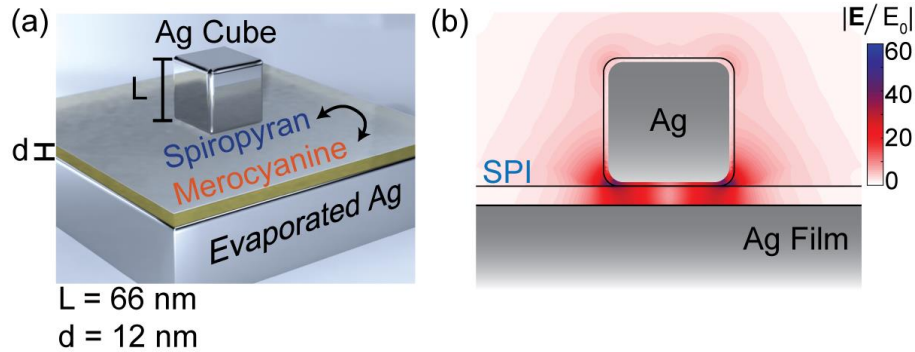 (a)
Ag Cube
L
Spiropyran
Merocyanine
d
Evaporated Ag
L = 66 nm
d = 12 nm
(b)
|E/E₀|
60
40
20
0
Ag
SPI
Ag Film